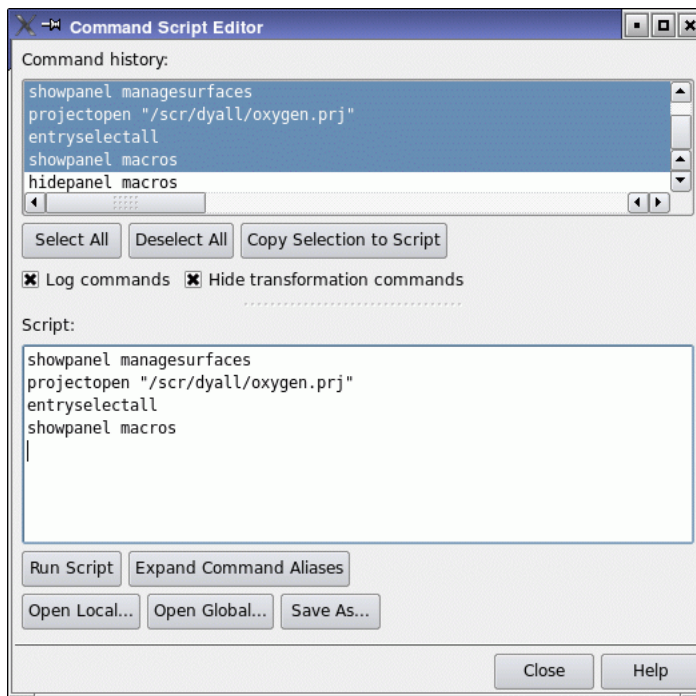 Command Script Editor
Command history:
showpanel managesurfaces
projectopen "/scr/dyall/oxygen.prj"
entryselectall
showpanel macros
hidepanel macros
Select All Deselect All Copy Selection to Script
Log commands Hide transformation commands
Script:
showpanel managesurfaces
projectopen "/scr/dyall/oxygen.prj"
entryselectall
showpanel macros
Run Script Expand Command Aliases
Open Local... Open Global... Save As...
Close Help